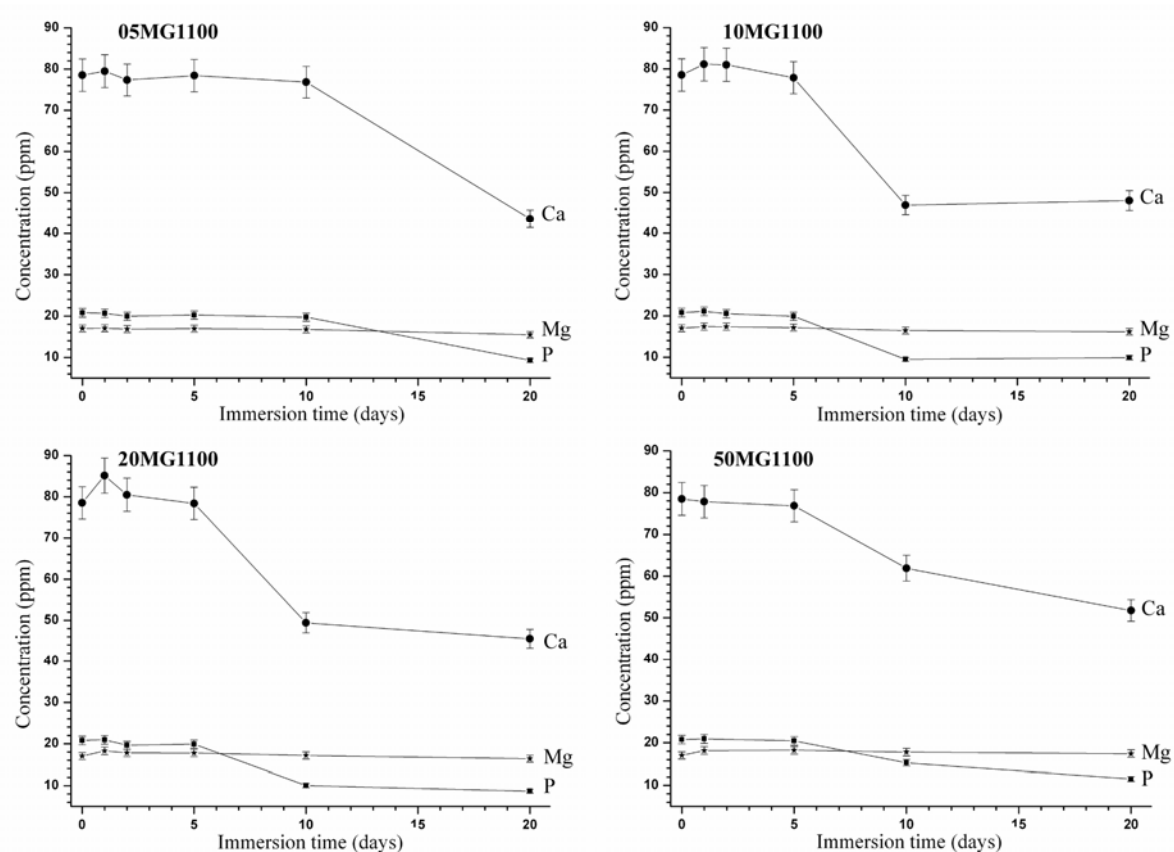 05MG1100
90
80
70
60
50
40
30
20
10
Concentration (ppm)
Ca
Mg
P
0 5 10 15 20
Immersion time (days)
10MG1100
90
80
70
60
50
40
30
20
10
Concentration (ppm)
Ca
Mg
P
0 5 10 15 20
Immersion time (days)
20MG1100
90
80
70
60
50
40
30
20
10
Concentration (ppm)
Ca
Mg
P
0 5 10 15 20
Immersion time (days)
50MG1100
90
80
70
60
50
40
30
20
10
Concentration (ppm)
Ca
Mg
P
0 5 10 15 20
Immersion time (days)